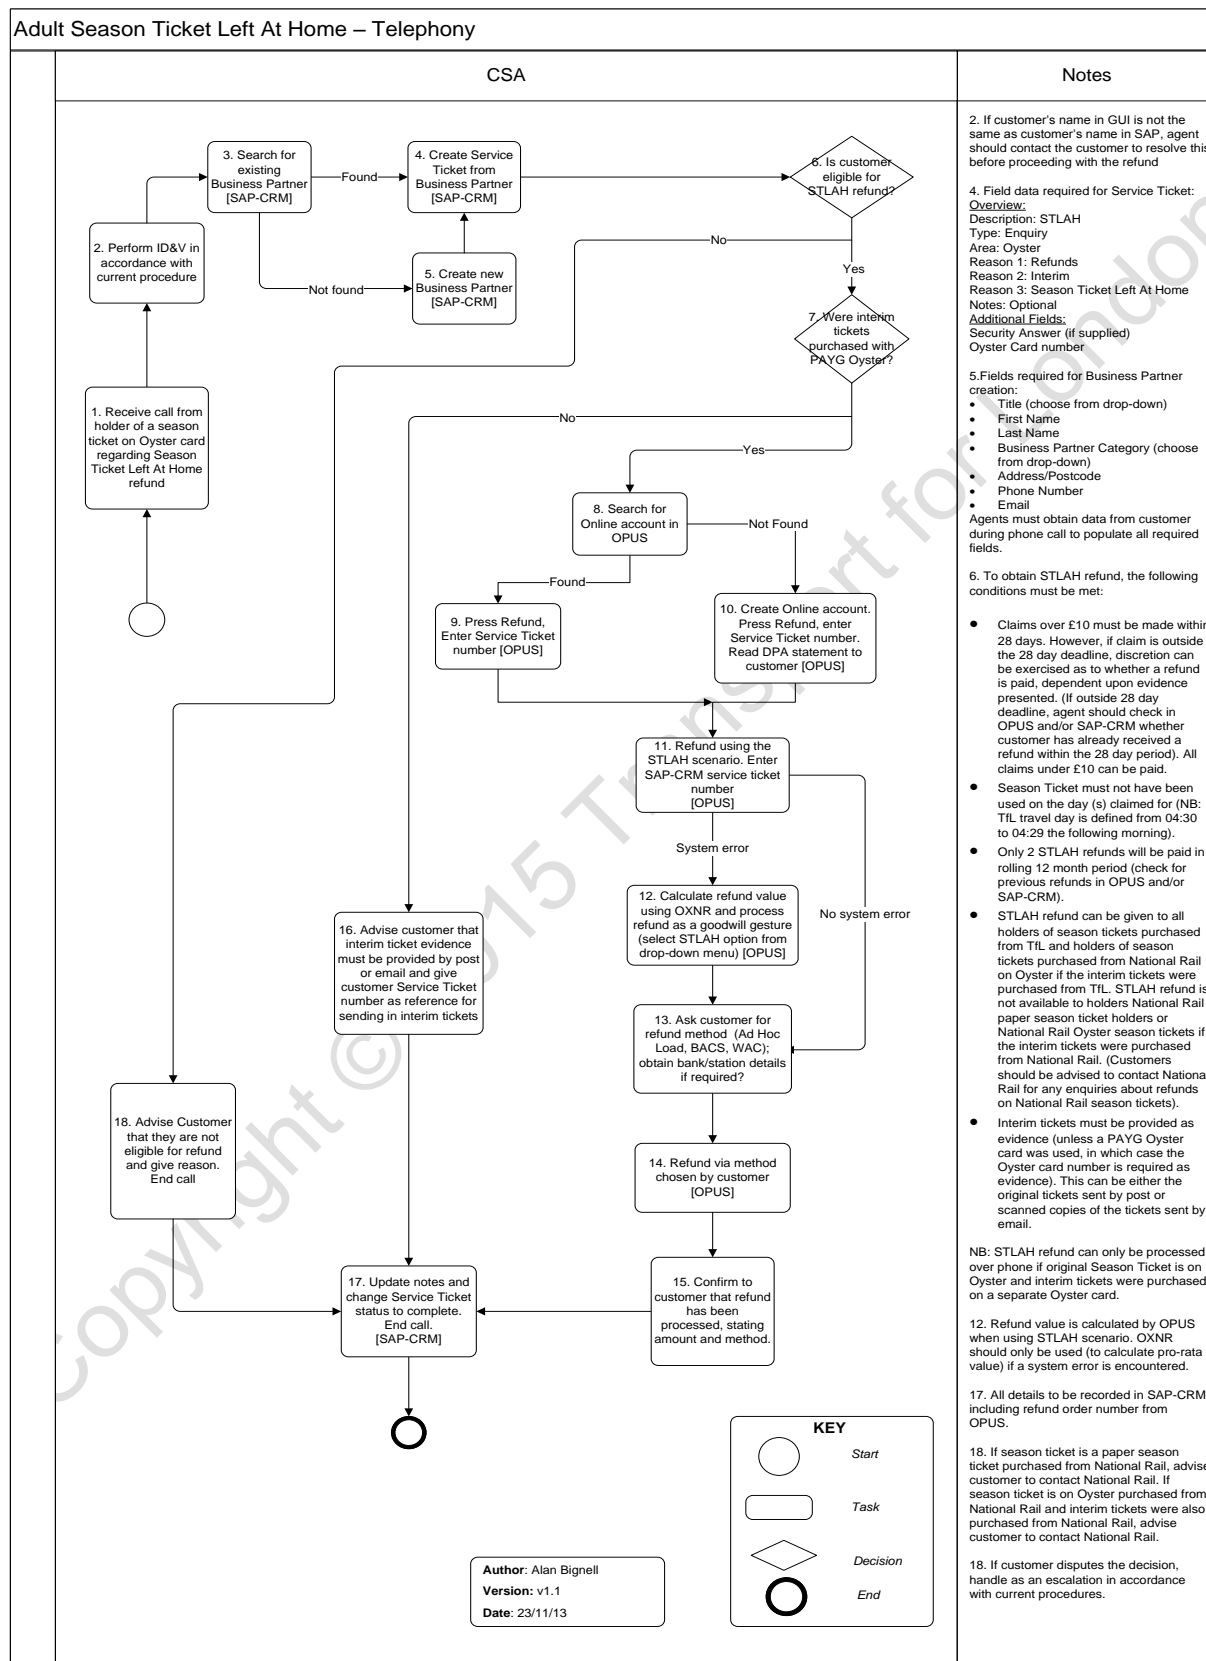 Adult Season Ticket Left At Home – Telephony
CSA
Notes
3. Search for
existing
Business Partner
[SAP-CRM]
Found
4. Create Service
Ticket from
Business Partner
[SAP-CRM]
6. Is customer
eligible for
STLAH refund?
2. Perform ID&V in
accordance with
current procedure
Not found
5. Create new
Business Partner
[SAP-CRM]
No
Yes
7. Were interim
tickets
purchased with
PAYG Oyster?
1. Receive call from
holder of a season
ticket on Oyster card
regarding Season
Ticket Left At Home
refund
No
Yes
8. Search for
Online account in
OPUS
Not Found
Found
9. Press Refund,
Enter Service Ticket
number [OPUS]
10. Create Online account.
Press Refund, enter
Service Ticket number.
Read DPA statement to
customer [OPUS]
11. Refund using the
STLAH scenario. Enter
SAP-CRM service ticket
number
[OPUS]
System error
No system error
12. Calculate refund value
using OXNR and process
refund as a goodwill gesture
(select STLAH option from
drop-down menu) [OPUS]
16. Advise customer that
interim ticket evidence
must be provided by post
or email and give
customer Service Ticket
number as reference for
sending in interim tickets
13. Ask customer for
refund method (Ad Hoc
Load, BACS, WAC);
obtain bank/station details
if required?
18. Advise Customer
that they are not
eligible for refund
and give reason.
End call
14. Refund via method
chosen by customer
[OPUS]
17. Update notes and
change Service Ticket
status to complete.
End call.
[SAP-CRM]
15. Confirm to
customer that refund
has been
processed, stating
amount and method.
KEY
Start
Task
Decision
End
Author: Alan Bignell
Version: v1.1
Date: 23/11/13
2. If customer's name in GUI is not the
same as customer's name in SAP, agent
should contact the customer to resolve this
before proceeding with the refund
4. Field data required for Service Ticket:
Overview:
Description: STLAH
Type: Enquiry
Area: Oyster
Reason 1: Refunds
Reason 2: Interim
Reason 3: Season Ticket Left At Home
Notes: Optional
Additional Fields:
Security Answer (if supplied)
Oyster Card number
5.Fields required for Business Partner
creation:
• Title (choose from drop-down)
• First Name
• Last Name
• Business Partner Category (choose
from drop-down)
• Address/Postcode
• Phone Number
• Email
Agents must obtain data from customer
during phone call to populate all required
fields.
6. To obtain STLAH refund, the following
conditions must be met:
• Claims over £10 must be made within
28 days. However, if claim is outside
the 28 day deadline, discretion can
be exercised as to whether a refund
is paid, dependent upon evidence
presented. (If outside 28 day
deadline, agent should check in
OPUS and/or SAP-CRM whether
customer has already received a
refund within the 28 day period). All
claims under £10 can be paid.
• Season Ticket must not have been
used on the day (s) claimed for (NB:
TfL travel day is defined from 04:30
to 04:29 the following morning).
• Only 2 STLAH refunds will be paid in
rolling 12 month period (check for
previous refunds in OPUS and/or
SAP-CRM).
• STLAH refund can be given to all
holders of season tickets purchased
from TfL and holders of season
tickets purchased from National Rail
on Oyster if the interim tickets were
purchased from TfL. STLAH refund is
not available to holders National Rail
paper season ticket holders or
National Rail Oyster season tickets if
the interim tickets were purchased
from National Rail. (Customers
should be advised to contact National
Rail for any enquiries about refunds
on National Rail season tickets).
• Interim tickets must be provided as
evidence (unless a PAYG Oyster
card was used, in which case the
Oyster card number is required as
evidence). This can be either the
original tickets sent by post or
scanned copies of the tickets sent by
email.
NB: STLAH refund can only be processed
over phone if original Season Ticket is on
Oyster and interim tickets were purchased
on a separate Oyster card.
12. Refund value is calculated by OPUS
when using STLAH scenario. OXNR
should only be used (to calculate pro-rata
value) if a system error is encountered.
17. All details to be recorded in SAP-CRM
including refund order number from
OPUS.
18. If season ticket is a paper season
ticket purchased from National Rail, advise
customer to contact National Rail. If
season ticket is on Oyster purchased from
National Rail and interim tickets were also
purchased from National Rail, advise
customer to contact National Rail.
18. If customer disputes the decision,
handle as an escalation in accordance
with current procedures.
Copyright © 2015 Transport for London